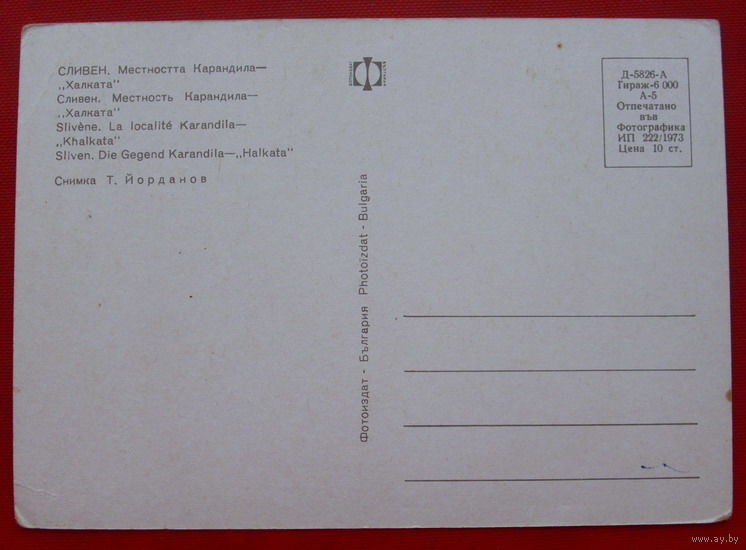 СЛИВЕН. Местността Карандила—
„Халката"
Сливен. Местность Карандила—
„Халката"
Slivène. La localité Karandila—
„Khalkata"
Sliven. Die Gegend Karandila—„Halkata"
Снимка Т. Йорданов
Фотоиздат - България Photoizdat - Bulgaria
Д-5826-А
Гираж-6 000
А-5
Отпечатано
във
Фотографика
ИП 222/1973
Цена 10 ст.
www.ay.by